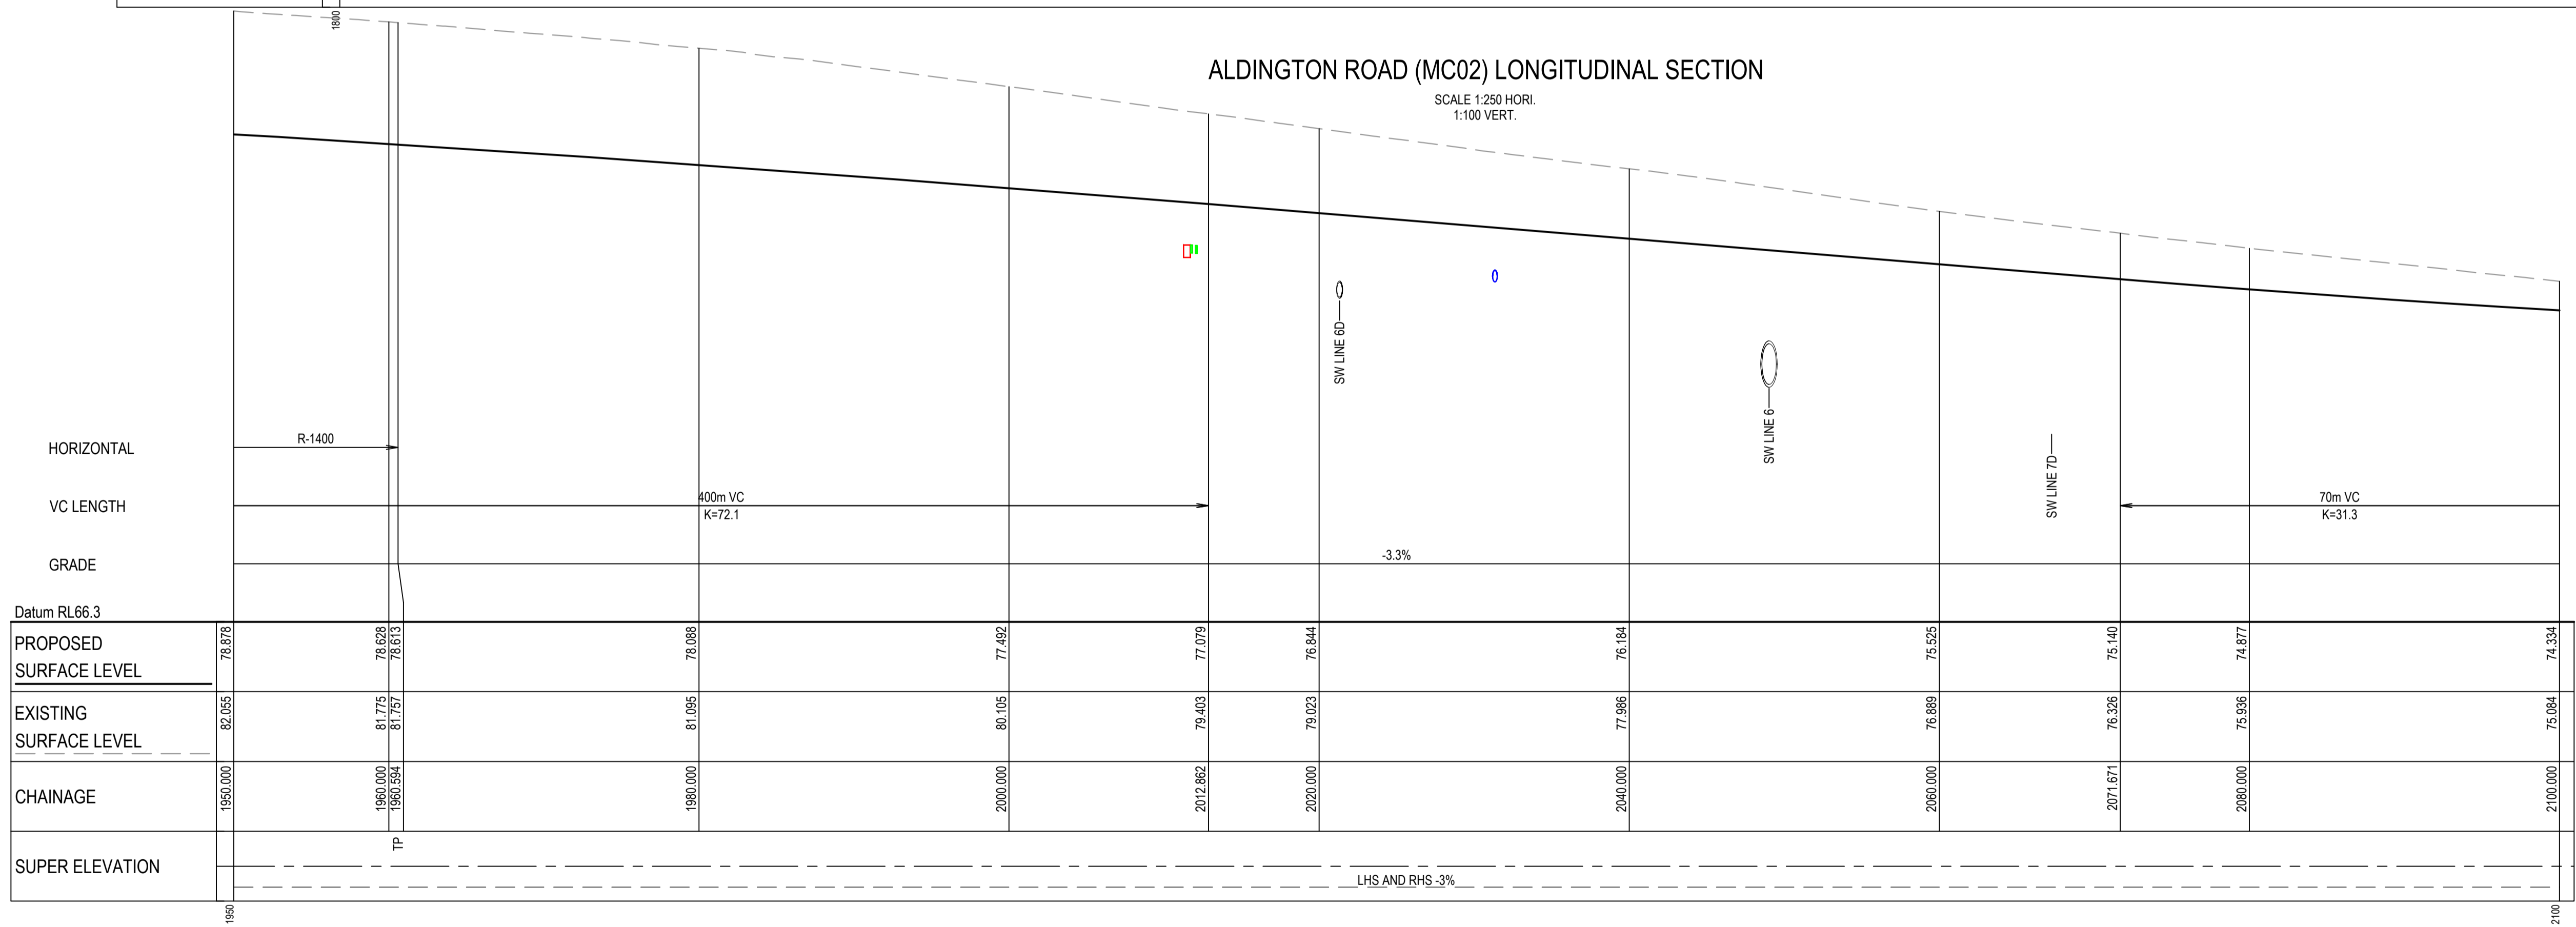 1800
ALDINGTON ROAD (MC02) LONGITUDINAL SECTION
SCALE 1:250 HORI.
1:100 VERT.
SW LINE 6D
SW LINE 6
SW LINE 7D
HORIZONTAL
R-1400
VC LENGTH
400m VC
K=72.1
70m VC
K=31.3
GRADE
-3.3%
Datum RL66.3
PROPOSED
SURFACE LEVEL
78.878
78.628
78.613
78.088
77.492
77.079
76.844
76.184
75.525
75.140
74.877
74.334
EXISTING
SURFACE LEVEL
82.055
81.775
81.757
81.095
80.105
79.403
79.023
77.986
76.889
76.326
75.936
75.084
CHAINAGE
1950.000
1960.000
1960.594
1980.000
2000.000
2012.862
2020.000
2040.000
2060.000
2071.671
2080.000
2100.000
TP
SUPER ELEVATION
LHS AND RHS -3%
1950
2100